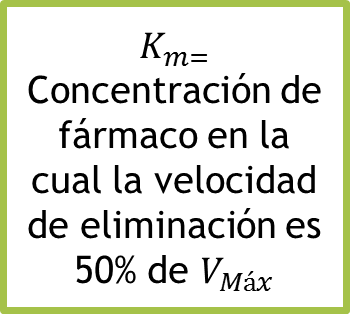 K_m=
Concentración de
fármaco en la
cual la velocidad
de eliminación es
50% de V_Máx